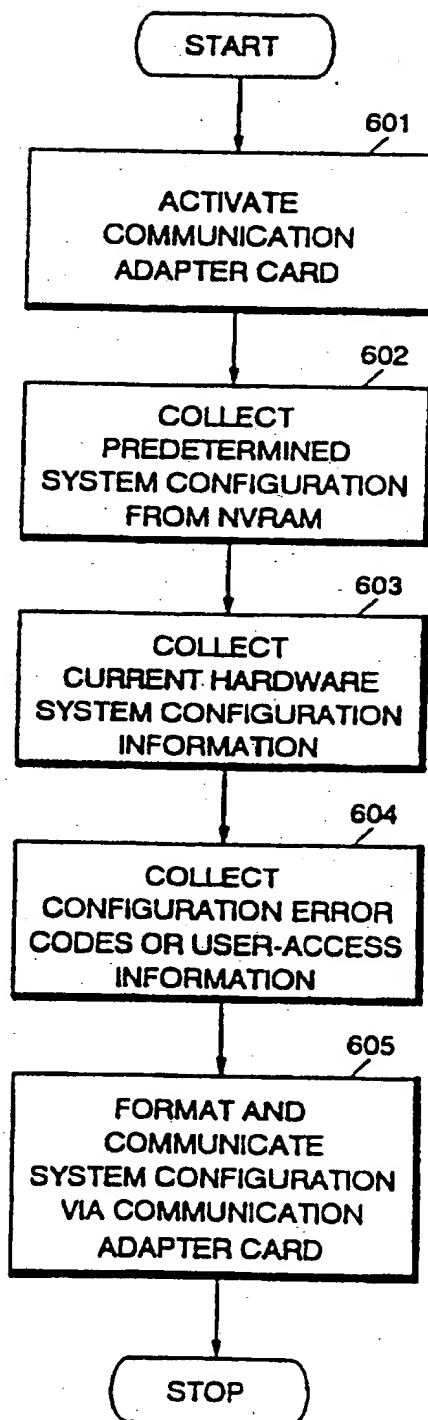 START
601
ACTIVATE
COMMUNICATION
ADAPTER CARD
602
COLLECT
PREDETERMINED
SYSTEM CONFIGURATION
FROM NVRAM
603
COLLECT
CURRENT HARDWARE
SYSTEM CONFIGURATION
INFORMATION
604
COLLECT
CONFIGURATION ERROR
CODES OR USER-ACCESS
INFORMATION
605
FORMAT AND
COMMUNICATE
SYSTEM CONFIGURATION
VIA COMMUNICATION
ADAPTER CARD
STOP